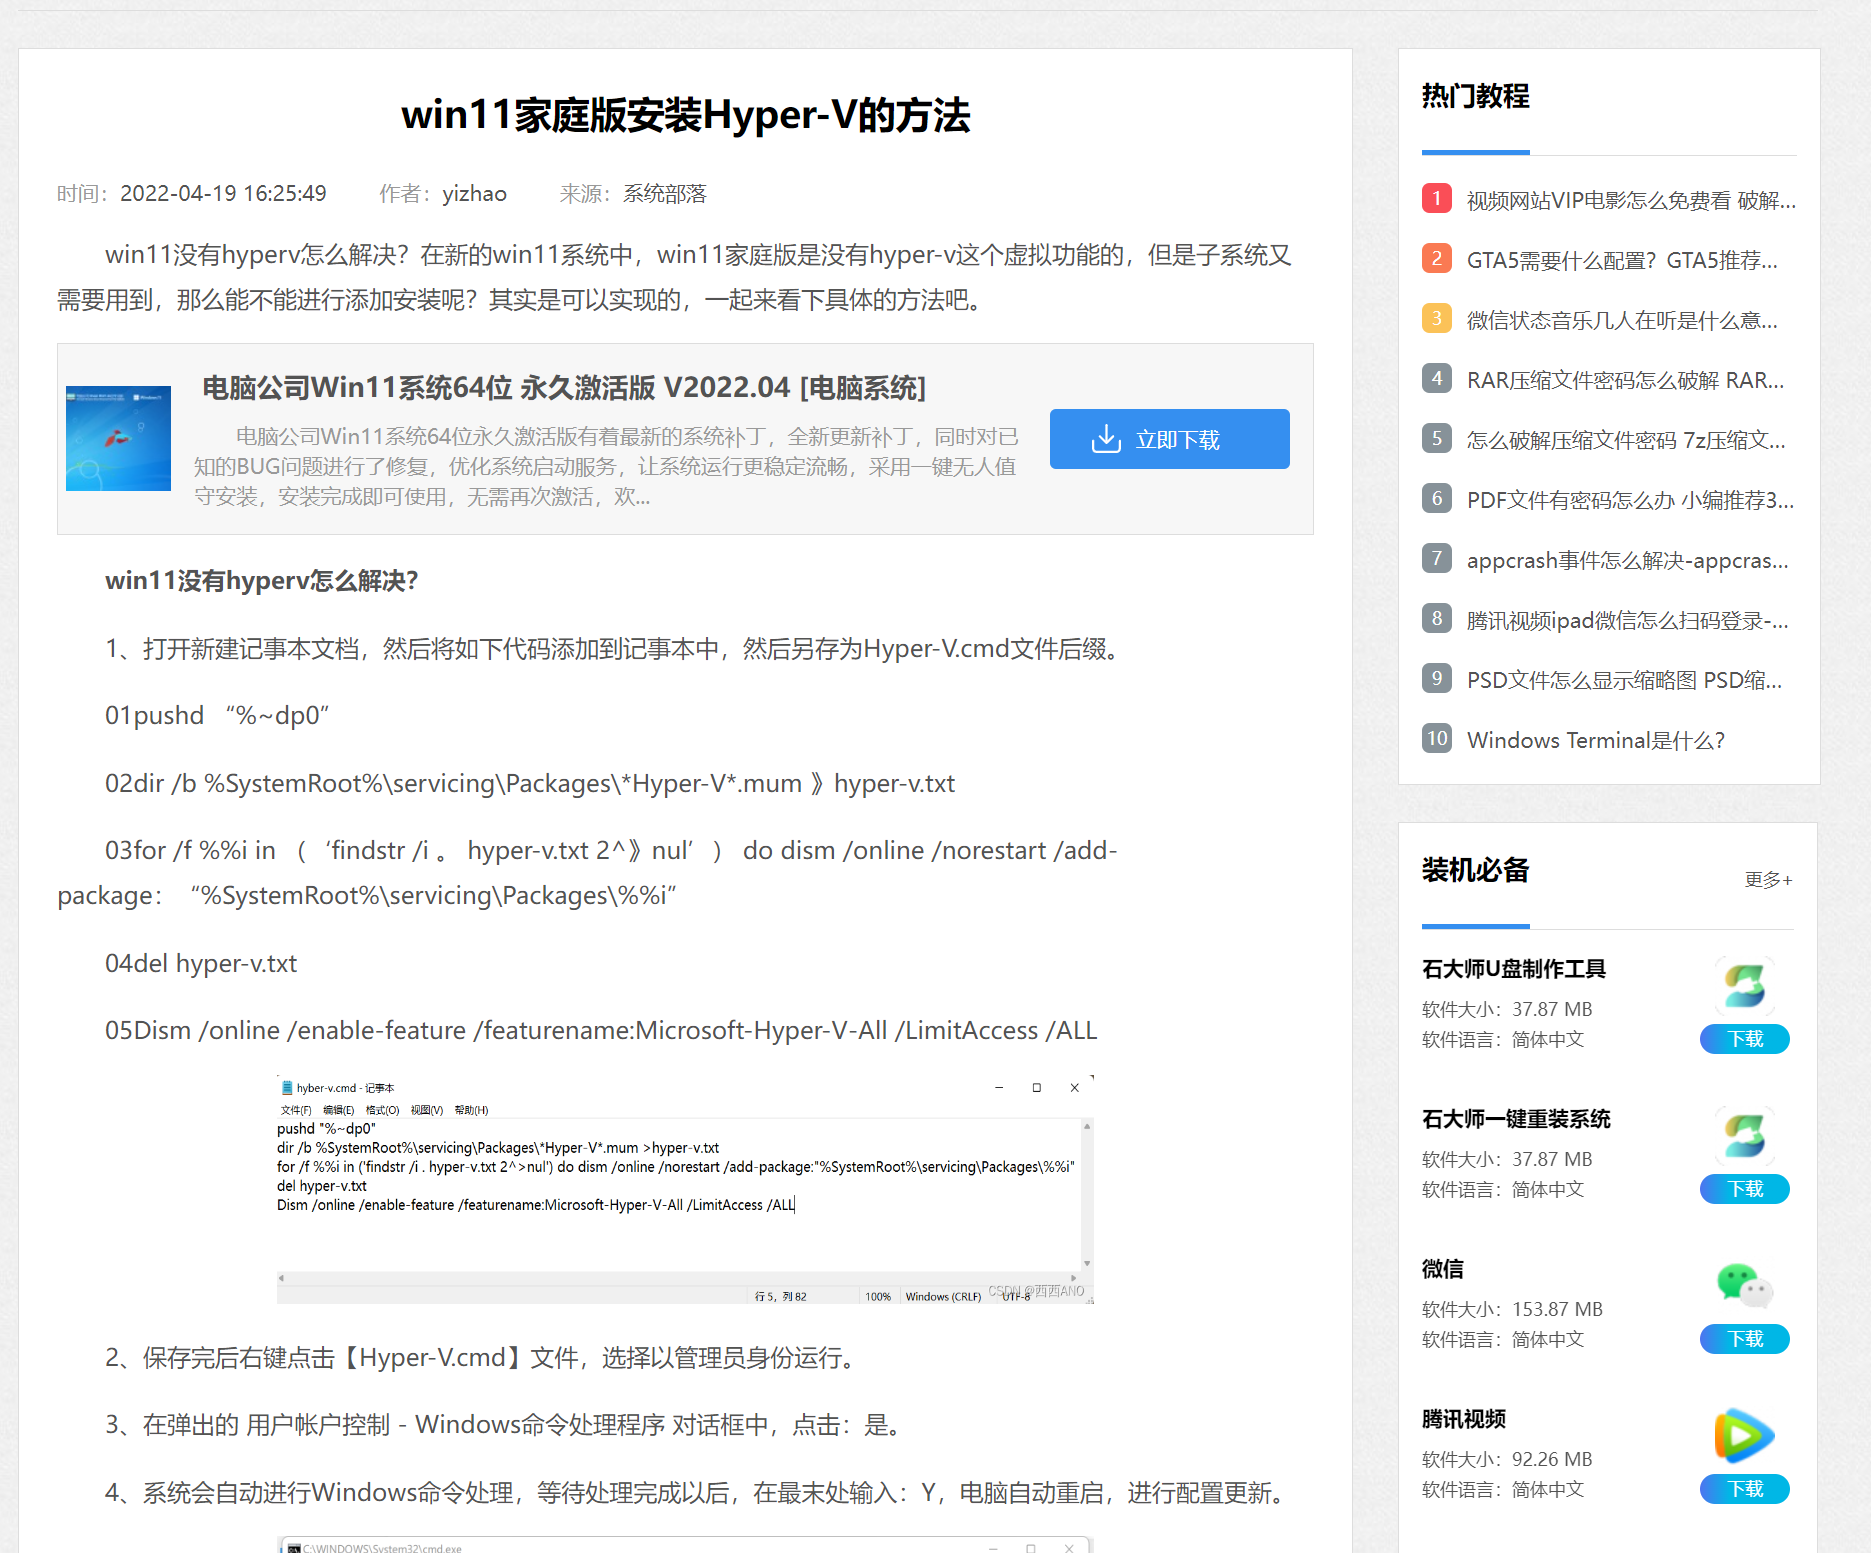 win11家庭版安装Hyper-V的方法
时间：2022-04-19 16:25:49 作者：yizhao 来源：系统部落
win11没有hyperv怎么解决？在新的win11系统中，win11家庭版是没有hyper-v这个虚拟功能的，但是子系统又
需要用到，那么能不能进行添加安装呢？其实是可以实现的，一起来看下具体的方法吧。
电脑公司Win11系统64位 永久激活版 V2022.04 [电脑系统]
电脑公司Win11系统64位永久激活版有着最新的系统补丁，全新更新补丁，同时对已
知的BUG问题进行了修复，优化系统启动服务，让系统运行更稳定流畅，采用一键无人值
守安装，安装完成即可使用，无需再次激活，欢...
立即下载
win11没有hyperv怎么解决？
1、打开新建记事本文档，然后将如下代码添加到记事本中，然后另存为Hyper-V.cmd文件后缀。
01pushd “%~dp0”
02dir /b %SystemRoot%\servicing\Packages\*Hyper-V*.mum 》hyper-v.txt
03for /f %%i in （‘findstr /i 。 hyper-v.txt 2^》nul’） do dism /online /norestart /add-
package：“%SystemRoot%\servicing\Packages\%%i”
04del hyper-v.txt
05Dism /online /enable-feature /featurename:Microsoft-Hyper-V-All /LimitAccess /ALL
hyber-v.cmd - 记事本
文件(F) 编辑(E) 格式(O) 视图(V) 帮助(H)
pushd "%~dp0"
dir /b %SystemRoot%\servicing\Packages\*Hyper-V*.mum >hyper-v.txt
for /f %%i in ('findstr /i . hyper-v.txt 2^>nul') do dism /online /norestart /add-package:"%SystemRoot%\servicing\Packages\%%i"
del hyper-v.txt
Dism /online /enable-feature /featurename:Microsoft-Hyper-V-All /LimitAccess /ALL
行 5，列 82 100% Windows (CRLF) UTF-8
CSDN @西西ANO
2、保存完后右键点击【Hyper-V.cmd】文件，选择以管理员身份运行。
3、在弹出的 用户帐户控制 - Windows命令处理程序 对话框中，点击：是。
4、系统会自动进行Windows命令处理，等待处理完成以后，在最末处输入：Y，电脑自动重启，进行配置更新。
C:\WINDOWS\System32\cmd.exe
热门教程
1 视频网站VIP电影怎么免费看 破解...
2 GTA5需要什么配置？GTA5推荐...
3 微信状态音乐几人在听是什么意...
4 RAR压缩文件密码怎么破解 RAR...
5 怎么破解压缩文件密码 7z压缩文...
6 PDF文件有密码怎么办 小编推荐3...
7 appcrash事件怎么解决-appcras...
8 腾讯视频ipad微信怎么扫码登录-...
9 PSD文件怎么显示缩略图 PSD缩...
10 Windows Terminal是什么？
装机必备
更多+
石大师U盘制作工具
软件大小：37.87 MB
软件语言：简体中文
下载
石大师一键重装系统
软件大小：37.87 MB
软件语言：简体中文
下载
微信
软件大小：153.87 MB
软件语言：简体中文
下载
腾讯视频
软件大小：92.26 MB
软件语言：简体中文
下载